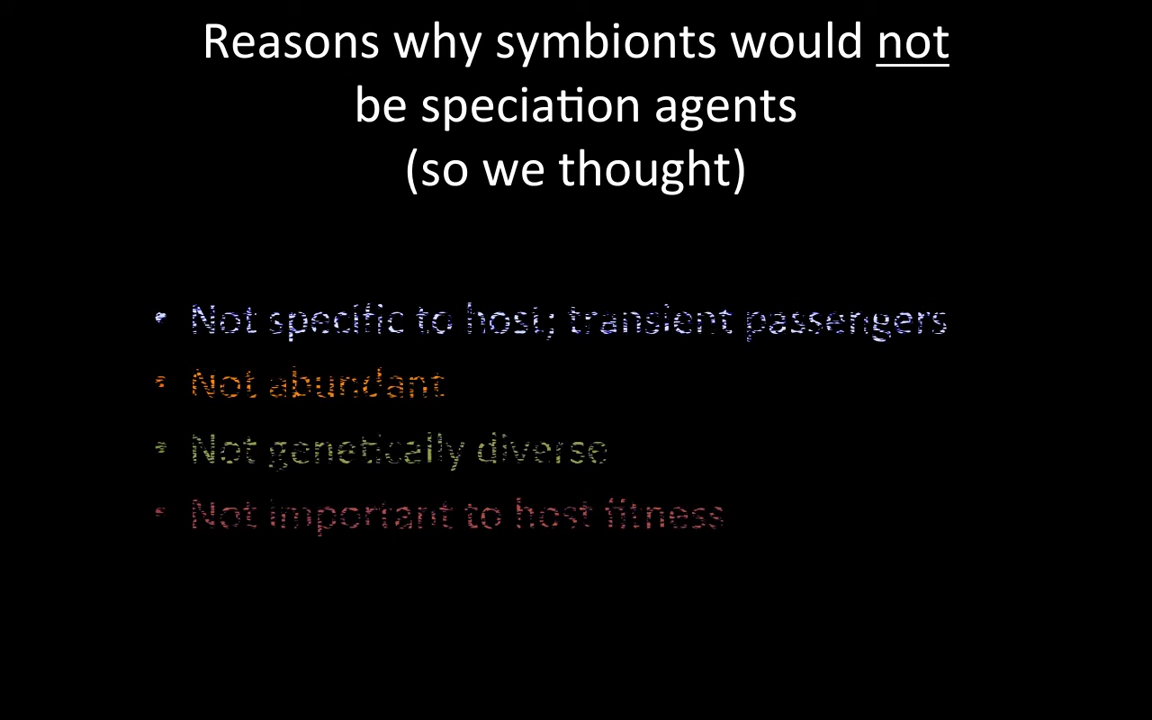 Reasons why symbionts would not
be speciation agents
(so we thought)
• Not specific to host; transient passengers
• Not abundant
• Not genetically diverse
• Not important to host fitness